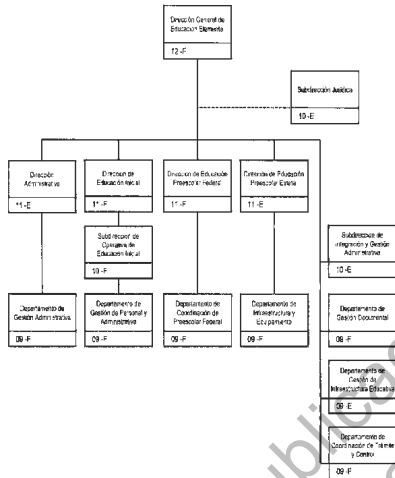 Dirección General de
Educación Elemental
12 -F
Subdirección Jurídica
10 -E
Dirección
Administrativa
11 -E
Dirección de
Educación Inicial
11 -F
Dirección de Educación
Preescolar Federal
11 -F
Dirección de Educación
Preescolar Estatal
11 -E
Subdirección de
Operativa de
Educación Inicial
10 -F
Subdirección de
Integración y Gestión
Administrativa
10 -E
Departamento de
Gestión Administrativa
09 -F
Departamento de
Gestión de Personal y
Administrativa
09 -F
Departamento de
Coordinación de
Preescolar Federal
09 -F
Departamento de
Infraestructura y
Equipamiento
09 -F
Departamento de
Gestión Documental
09 -F
Departamento de
Gestión de
Infraestructura Educativa
09 -E
Departamento de
Coordinación de Trámite
y Control
09 -F